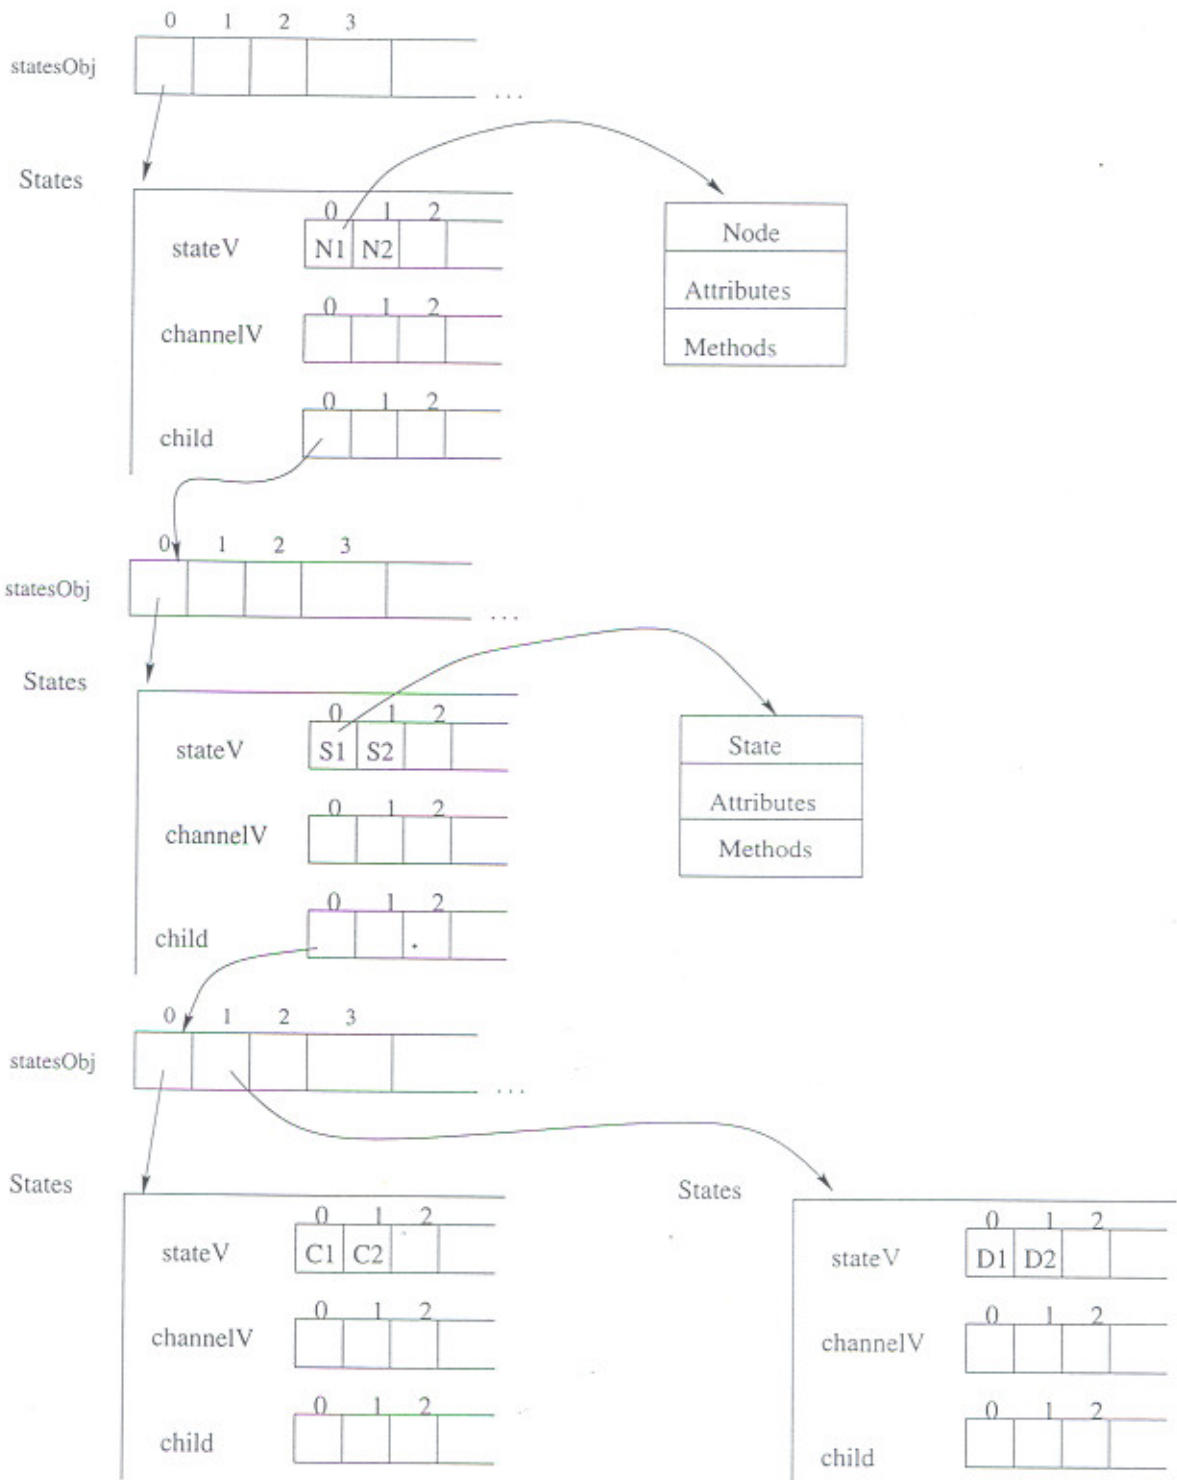 0 1 2 3
statesObj
...
States
0 1 2
stateV N1 N2
Node
Attributes
Methods
0 1 2
channelV
0 1 2
child
0 1 2 3
statesObj
...
States
0 1 2
stateV S1 S2
State
Attributes
Methods
0 1 2
channelV
0 1 2
child
0 1 2 3
statesObj
...
States
0 1 2
stateV C1 C2
0 1 2
channelV
0 1 2
child
States
0 1 2
stateV D1 D2
0 1 2
channelV
0 1 2
child